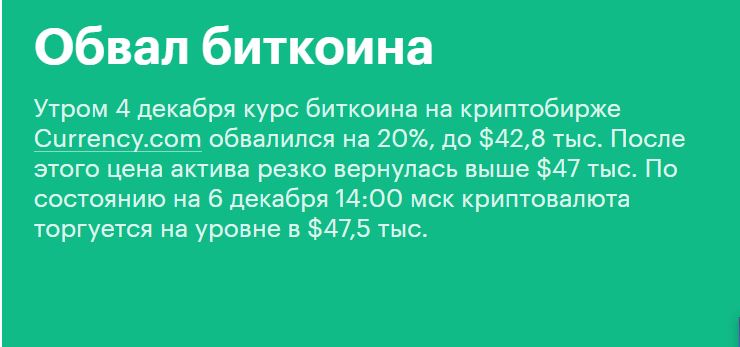 Обвал биткоина
Утром 4 декабря курс биткоина на криптобирже
Currency.com обвалился на 20%, до $42,8 тыс. После
этого цена актива резко вернулась выше $47 тыс. По
состоянию на 6 декабря 14:00 мск криптовалюта
торгуется на уровне в $47,5 тыс.